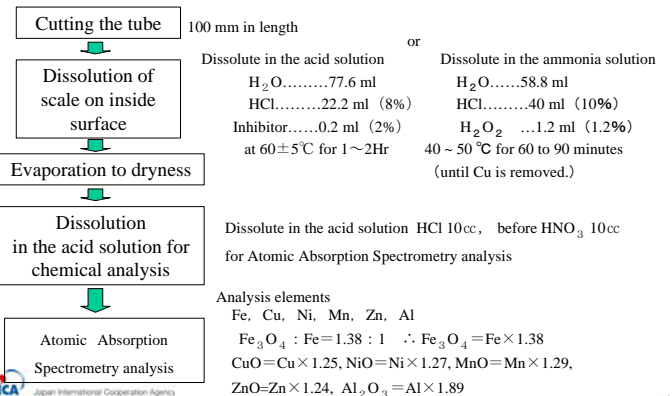 Cutting the tube
100 mm in length
or
Dissolution of
scale on inside
surface
Dissolute in the acid solution
H₂O.........77.6 ml
HCl.........22.2 ml（8%）
Inhibitor......0.2 ml（2%）
at 60±5℃ for 1～2Hr
Dissolute in the ammonia solution
H₂O......58.8 ml
HCl.........40 ml（10%）
H₂O₂ ...1.2 ml（1.2%）
40 ~ 50 ℃ for 60 to 90 minutes
（until Cu is removed.）
Evaporation to dryness
Dissolution
in the acid solution for
chemical analysis
Dissolute in the acid solution HCl 10㏄， before HNO₃ 10㏄
for Atomic Absorption Spectrometry analysis
Atomic Absorption
Spectrometry analysis
Analysis elements
Fe, Cu, Ni, Mn, Zn, Al
Fe₃O₄：Fe＝1.38：1 ∴ Fe₃O₄＝Fe×1.38
CuO＝Cu×1.25, NiO＝Ni×1.27, MnO＝Mn×1.29,
ZnO=Zn×1.24, Al₂O₃＝Al×1.89
Japan International Cooperation Agency